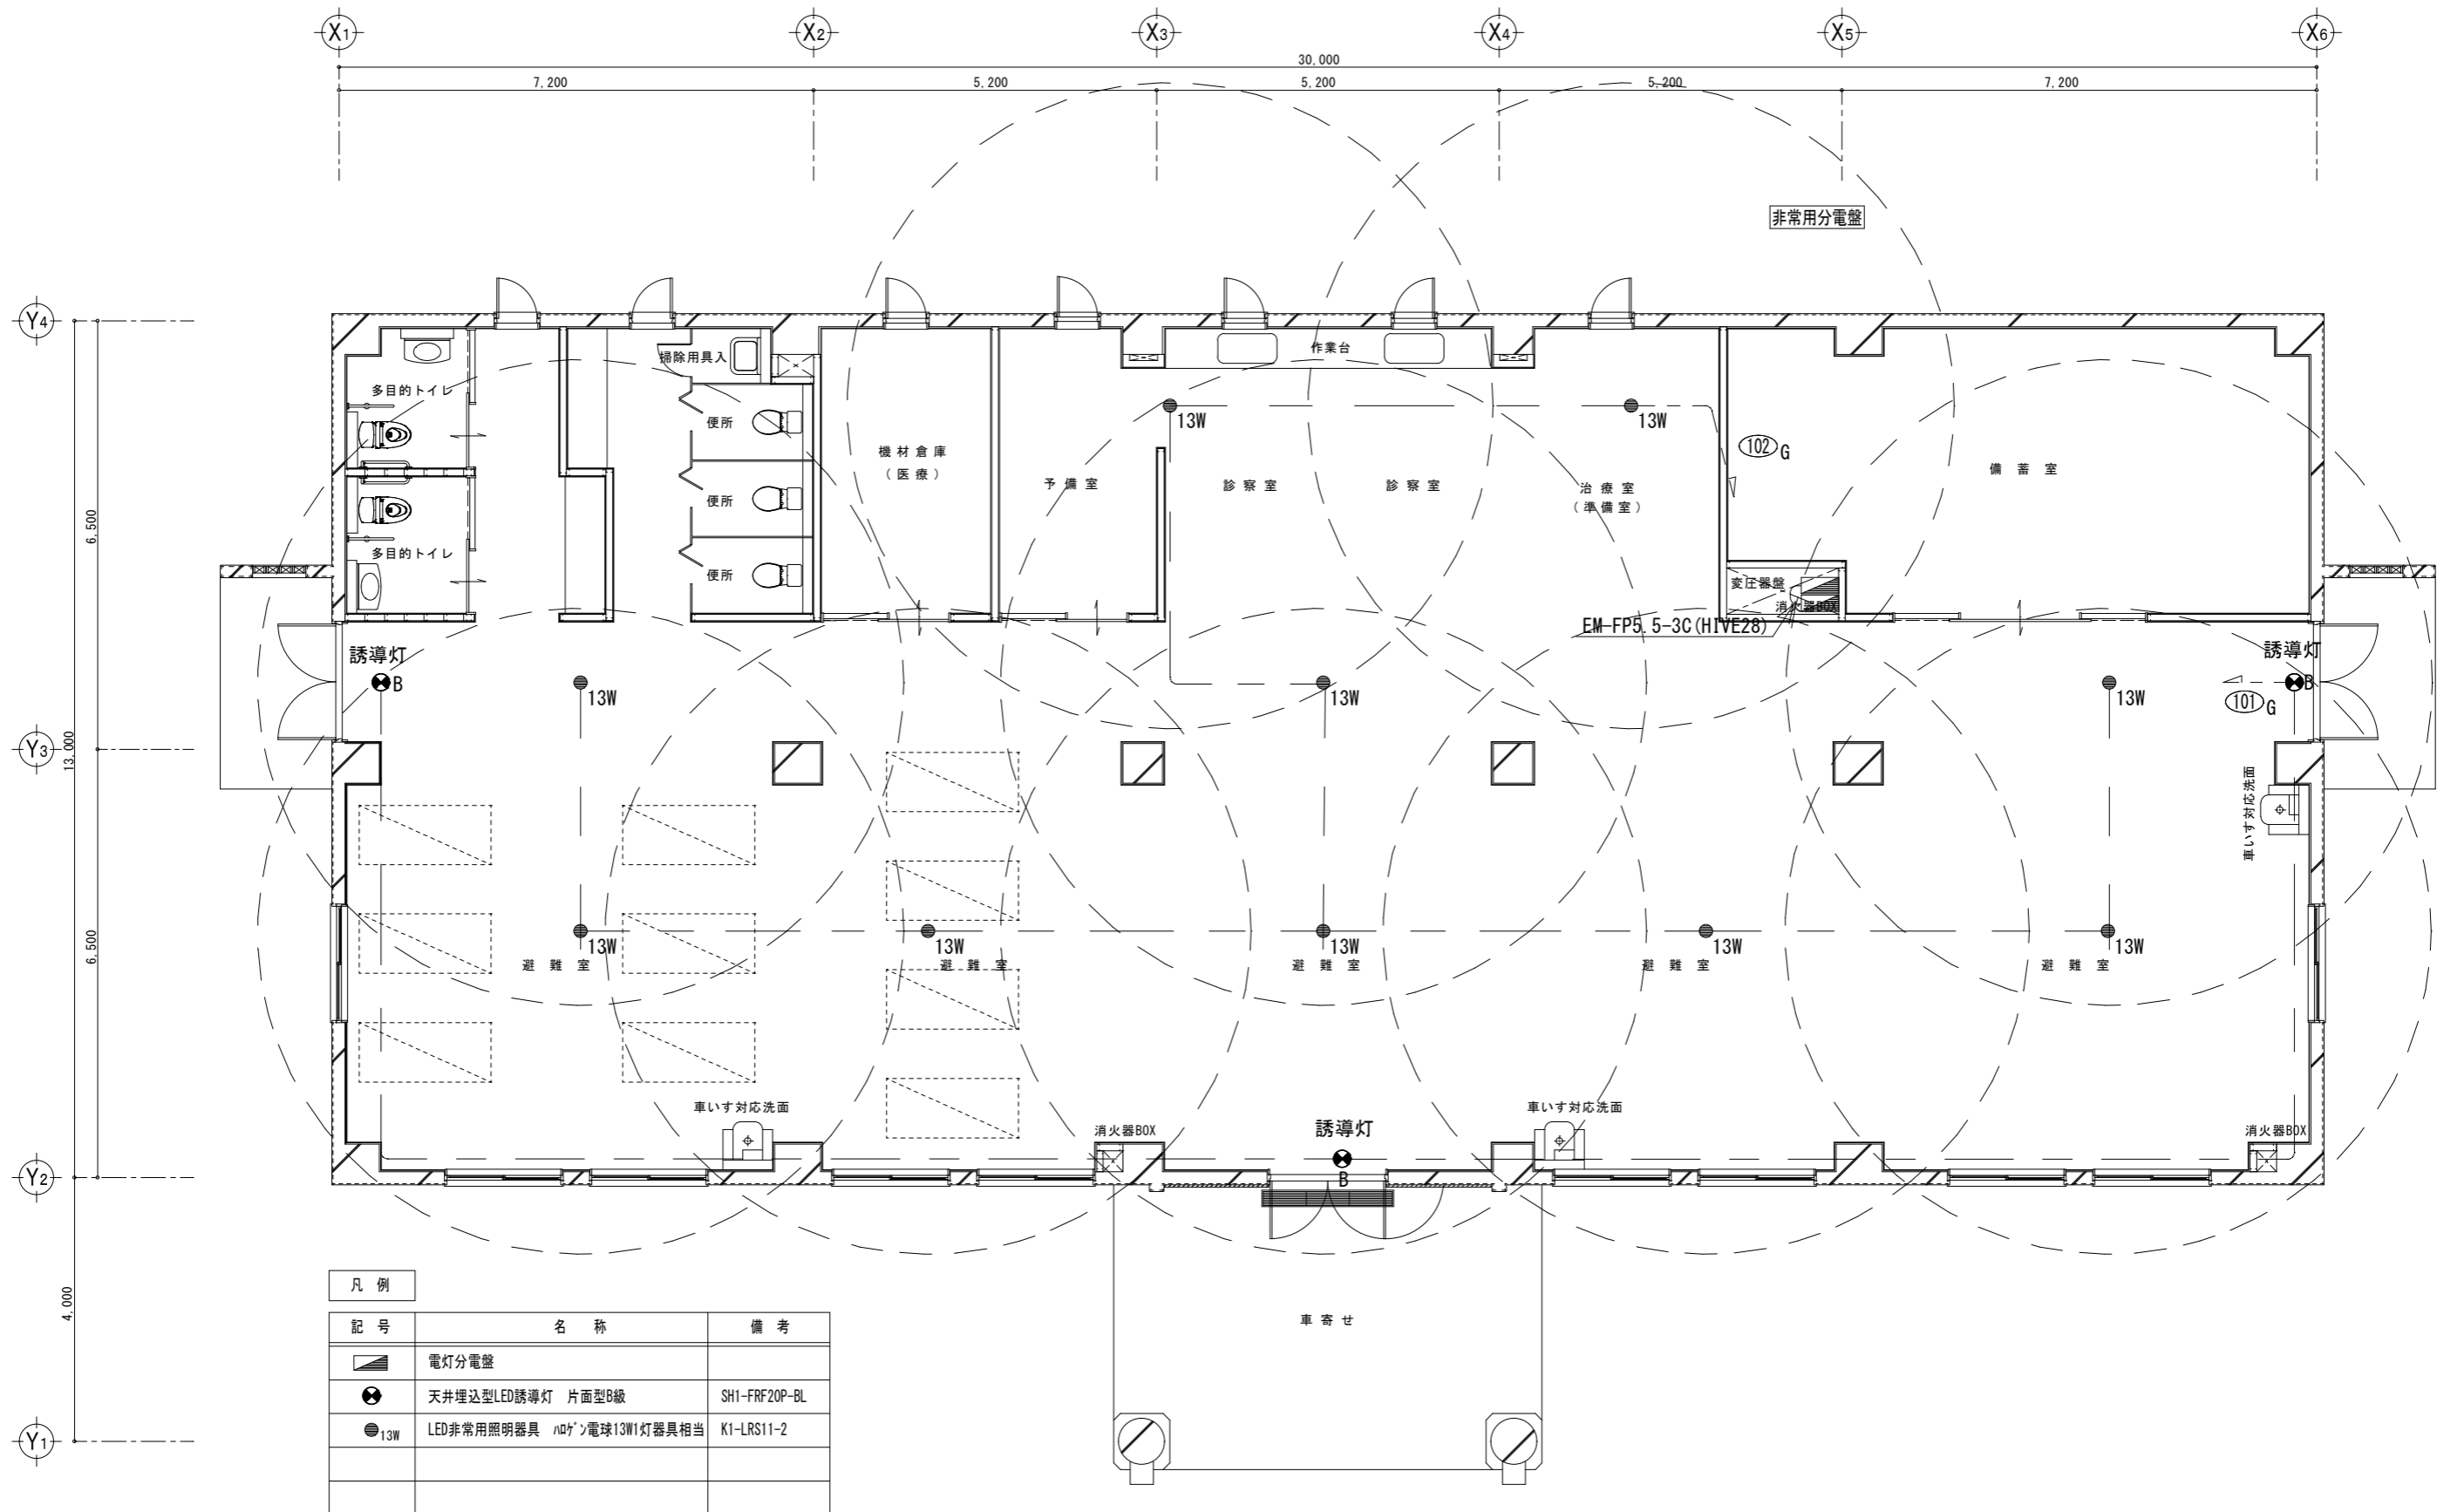 X1 X2 X3 X4 X5 X6
30,000
7,200 5,200 5,200 5,200 7,200
非常用分電盤
Y4
掃除用具入
作業台
多目的トイレ
便所
13W
13W
102 G
機材倉庫
(医療)
備蓄室
予備室
診察室
診察室
治療室
(準備室)
便所
6,500
多目的トイレ
便所
変圧器盤
消火器BOX
EM-FP5.5-3C(HIVE28)
誘導灯
誘導灯
B
13W
13W
13W
B
101 G
Y3
13,000
車いす対応洗面
6,500
13W
13W
13W
13W
13W
避難室
避難室
避難室
避難室
避難室
車いす対応洗面
車いす対応洗面
消火器BOX
誘導灯
消火器BOX
Y2
B
凡例
4,000
車寄せ
記号 名称 備考
電灯分電盤
天井埋込型LED誘導灯 片面型B級 SH1-FRF20P-BL
13W LED非常用照明器具 ハロゲン電球13W1灯器具相当 K1-LRS11-2
Y1